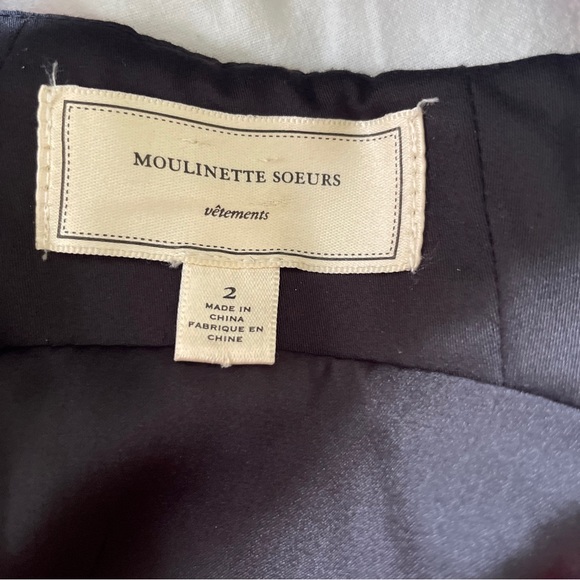 MOULINETTE SOEURS
vêtements
2
MADE IN
CHINA
FABRIQUE EN
CHINE